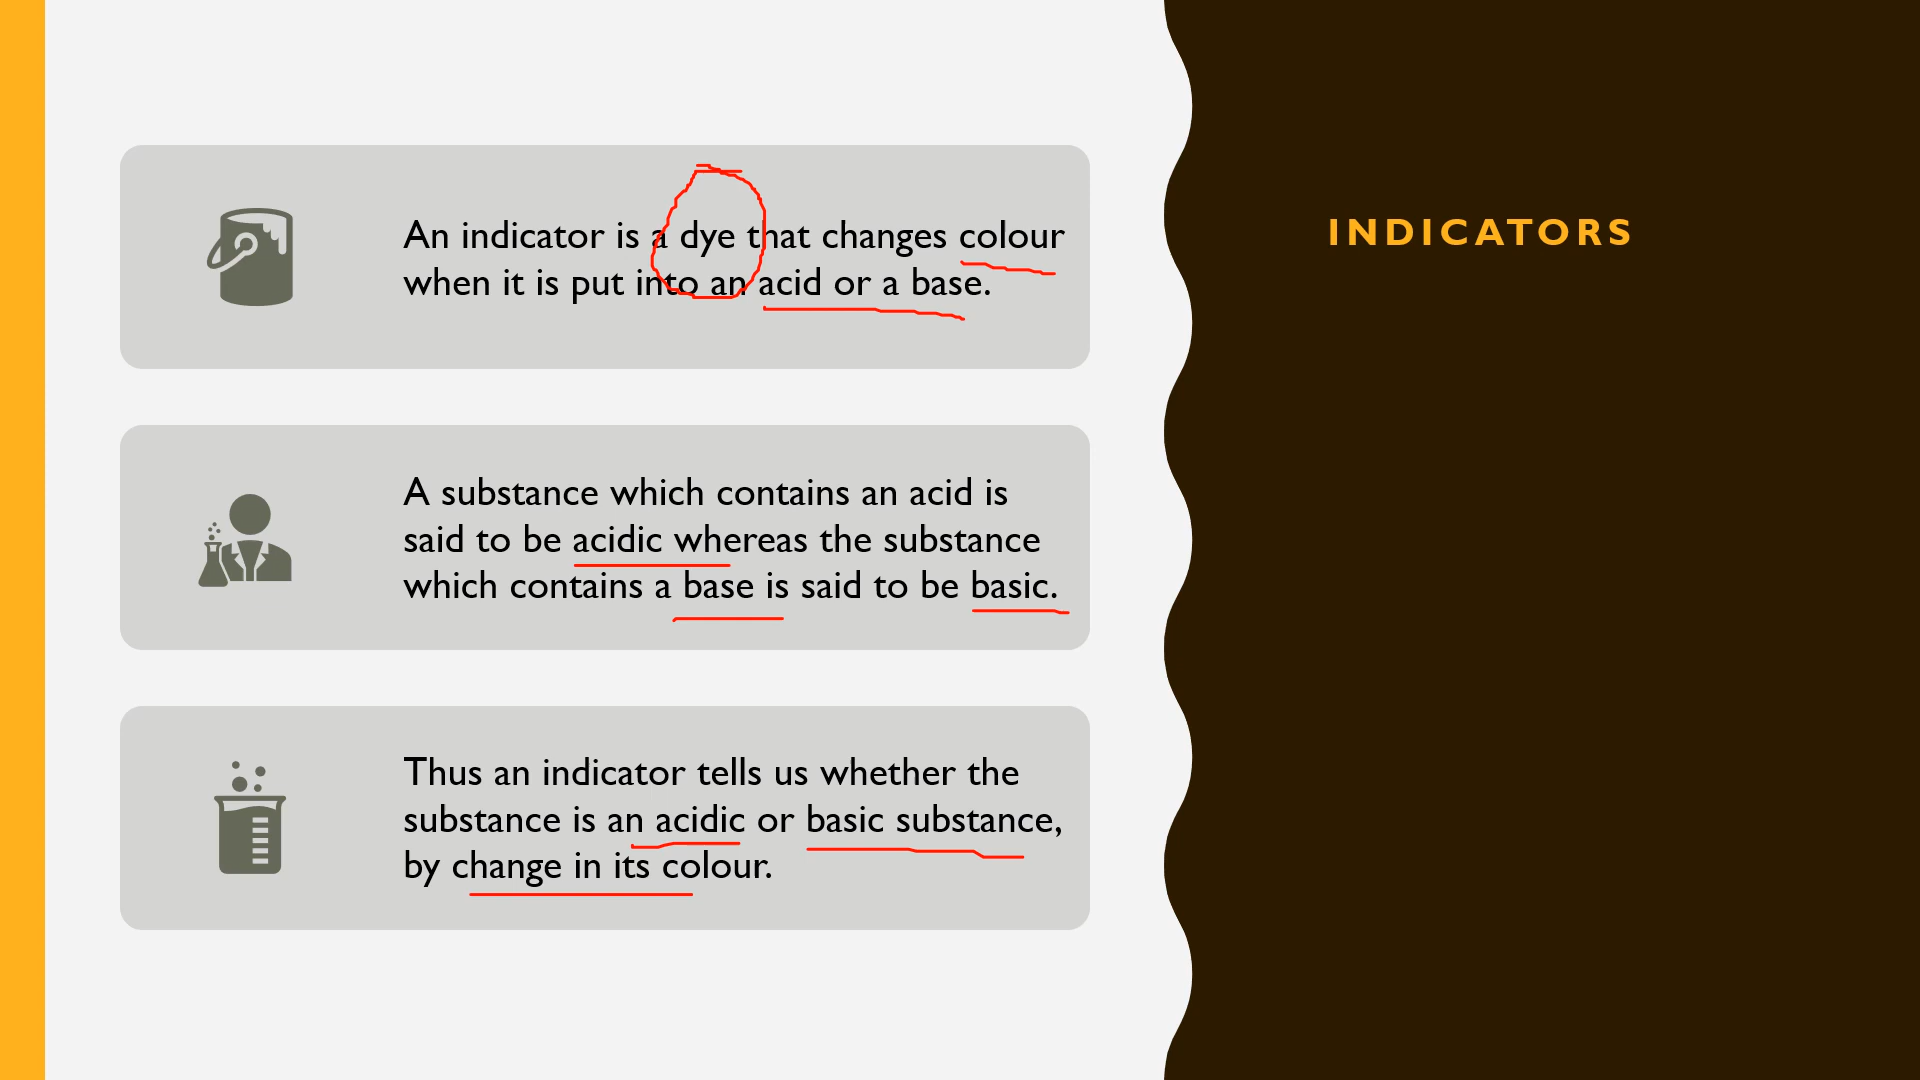 INDICATORS
An indicator is a dye that changes colour
when it is put into an acid or a base.
A substance which contains an acid is
said to be acidic whereas the substance
which contains a base is said to be basic.
Thus an indicator tells us whether the
substance is an acidic or basic substance,
by change in its colour.